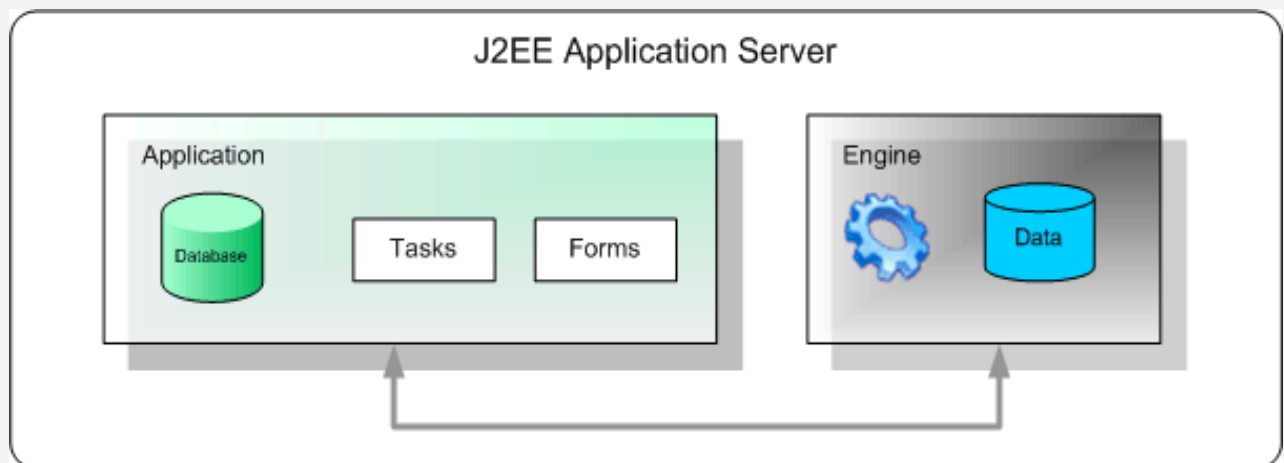 J2EE Application Server
Application
Engine
Database
Tasks
Forms
Data